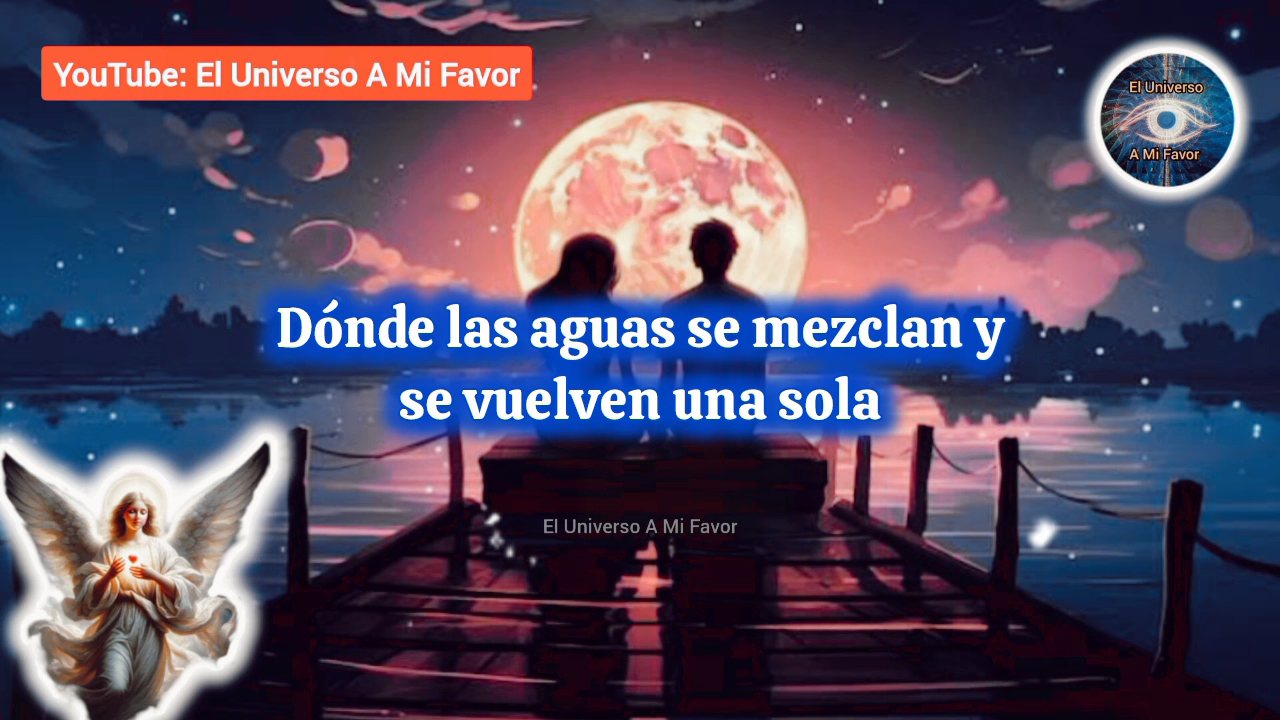 YouTube: El Universo A Mi Favor
El Universo
A Mi Favor
Dónde las aguas se mezclan y
se vuelven una sola
El Universo A Mi Favor